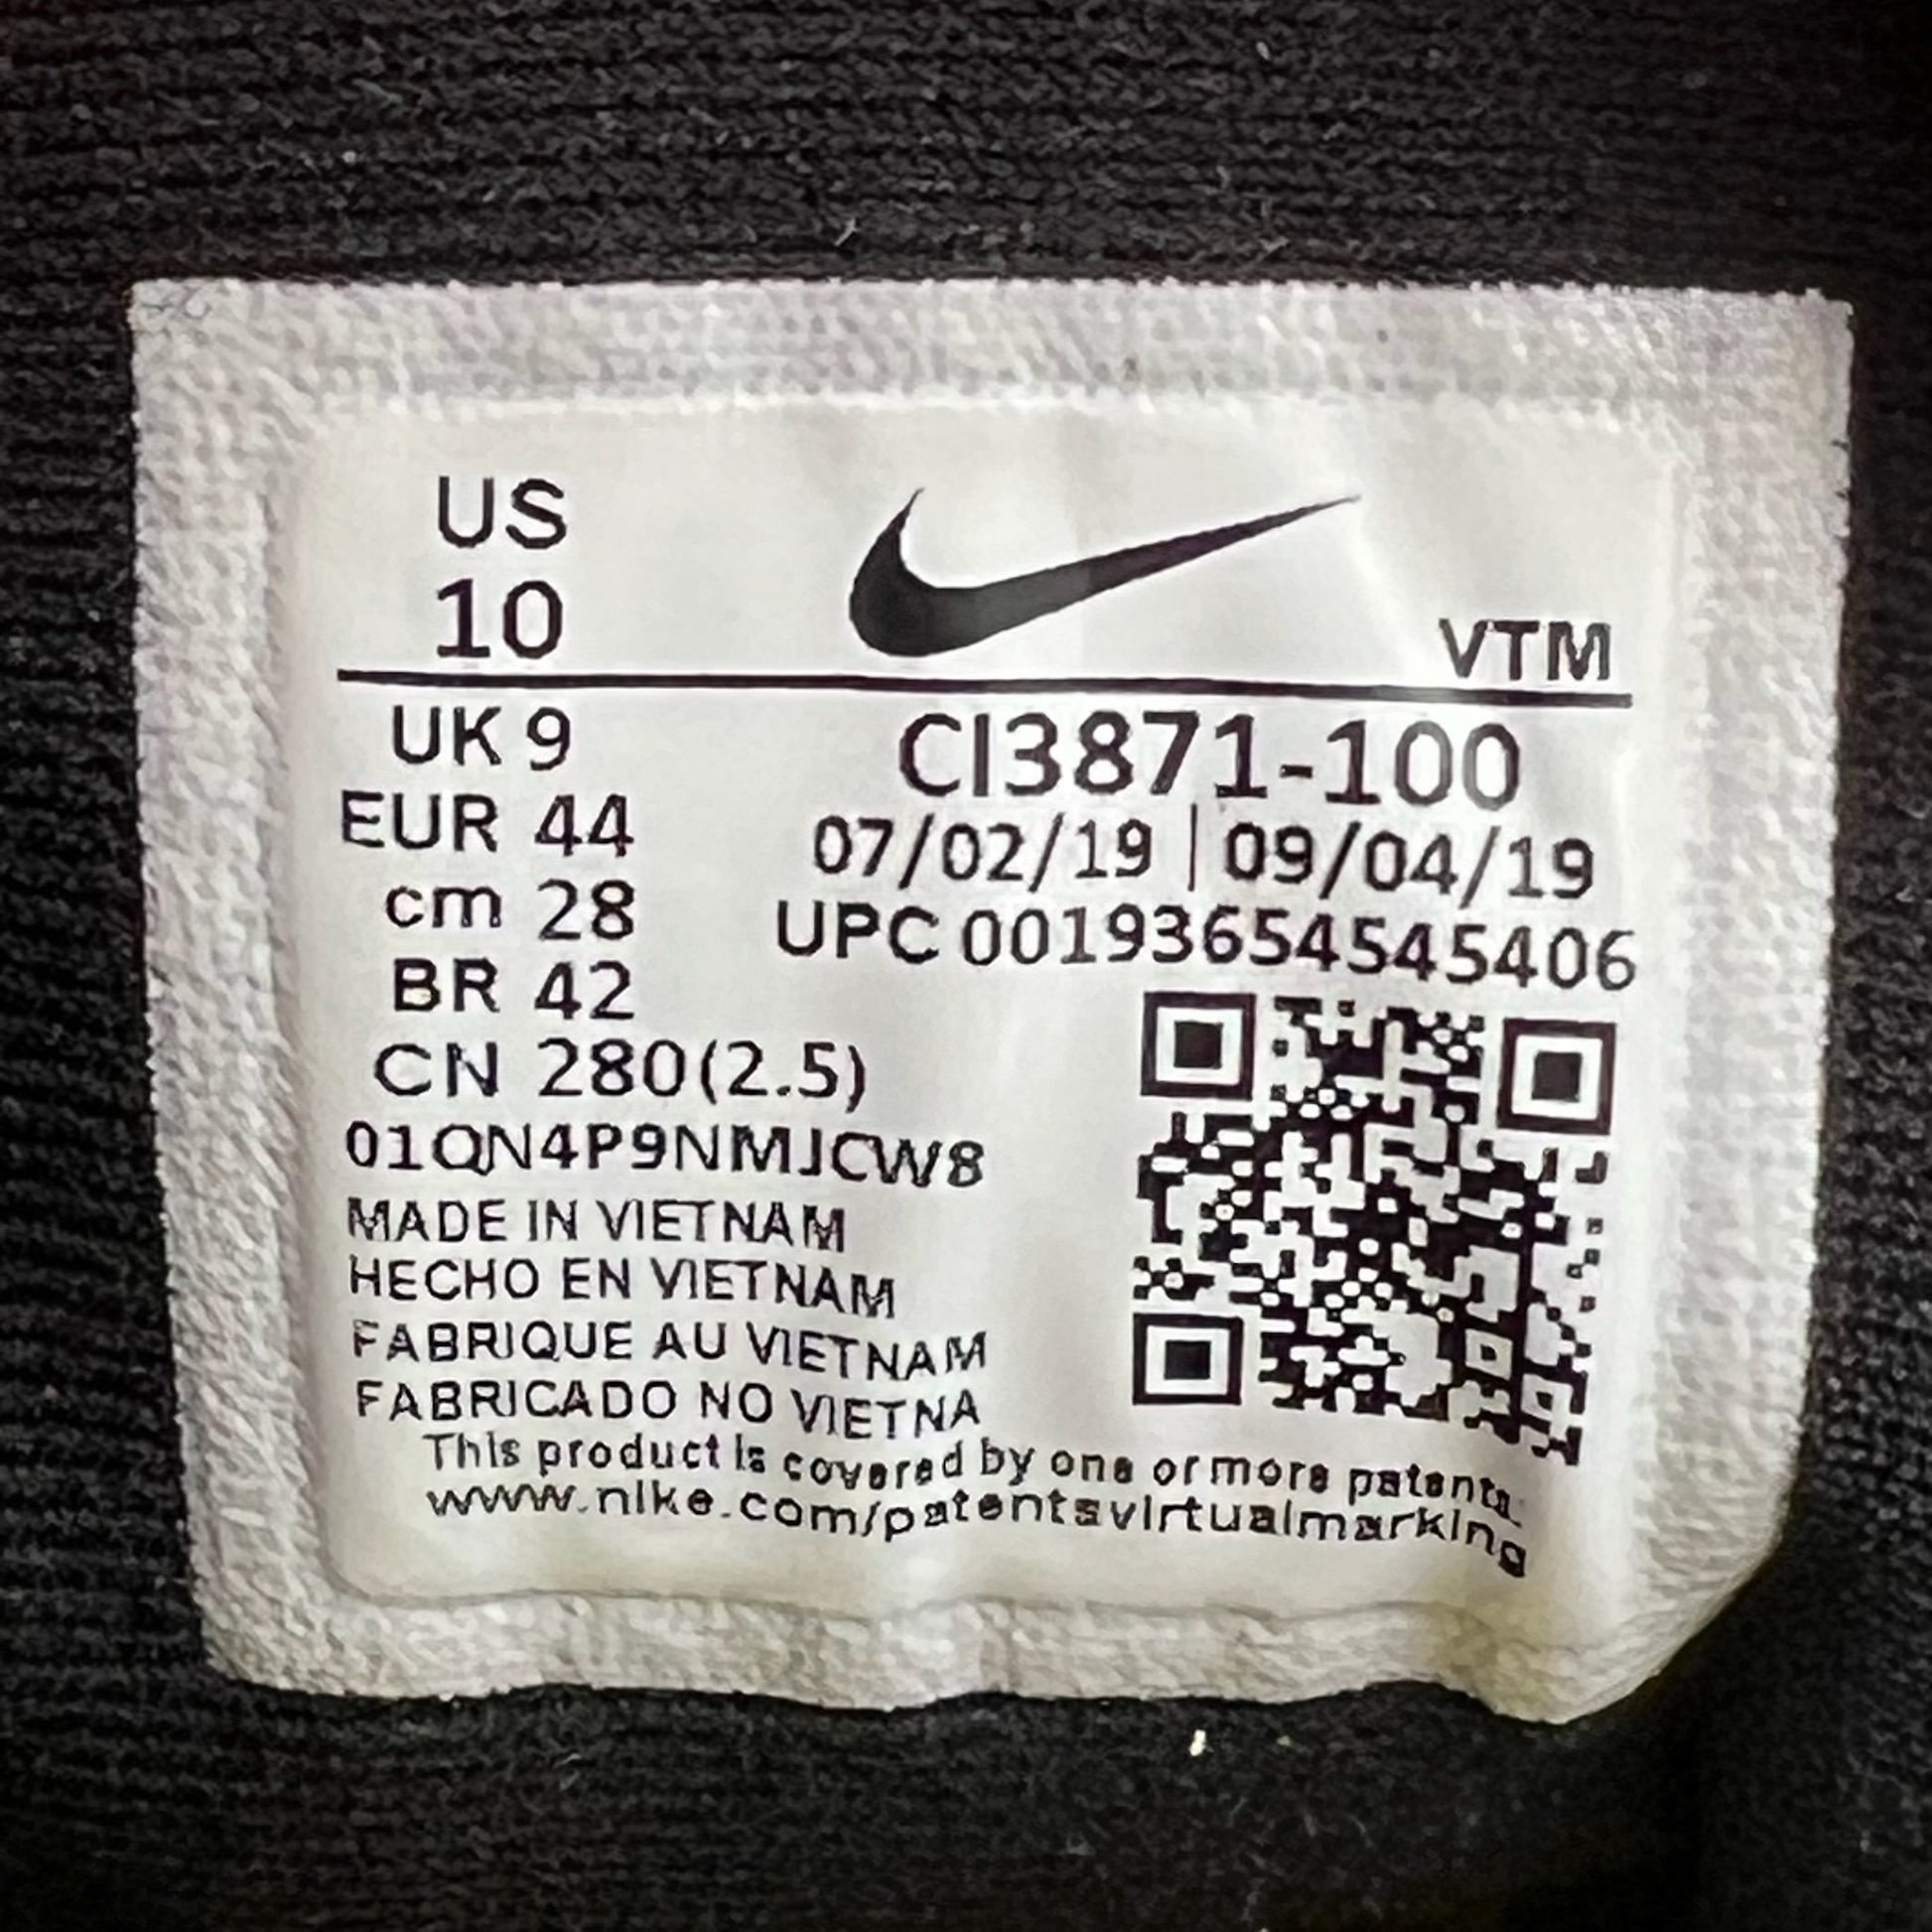 US
10
VTM
UK 9
EUR 44
cm 28
BR 42
CN 280(2.5)
CI3871-100
07/02/19 | 09/04/19
UPC 00193654545406
01QN4P9NMJCW8
MADE IN VIETNAM
HECHO EN VIETNAM
FABRIQUE AU VIETNAM
FABRICADO NO VIETNA
This product is covered by one or more patents.
www.nike.com/patentsvirtualmarking